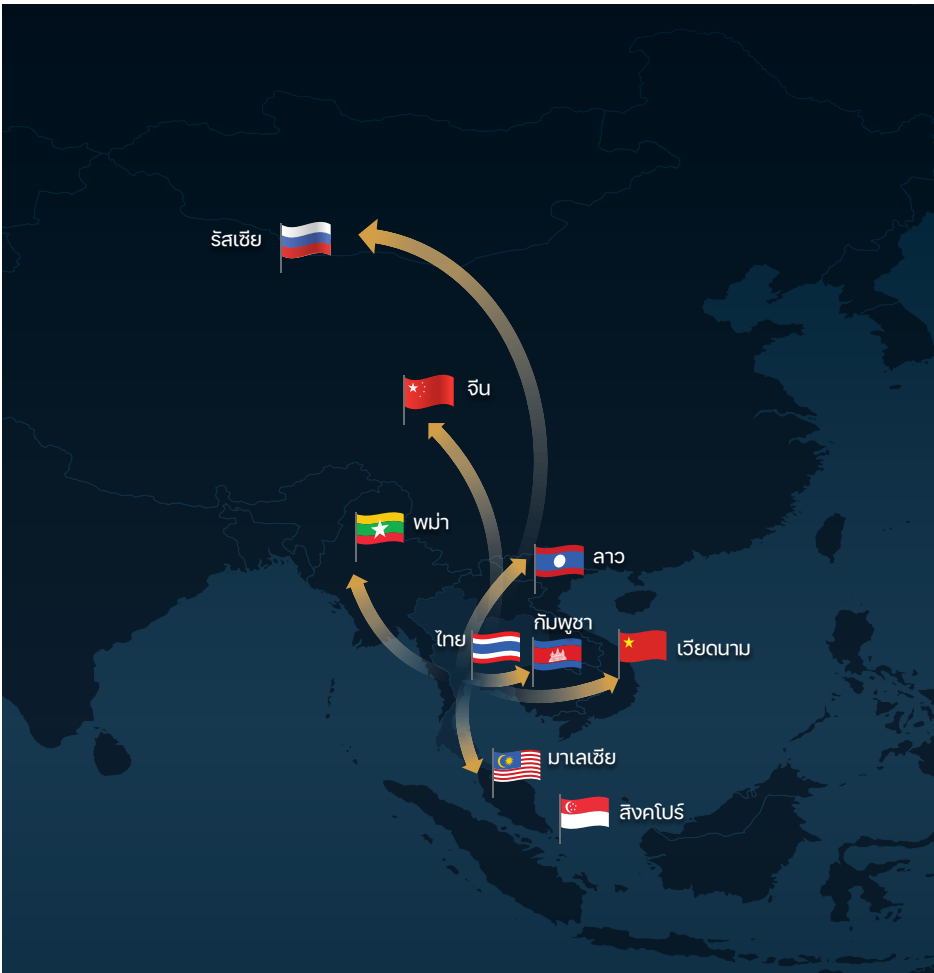 รัสเซีย
จีน
พม่า
ลาว
กัมพูชา
ไทย
เวียดนาม
มาเลเซีย
สิงคโปร์